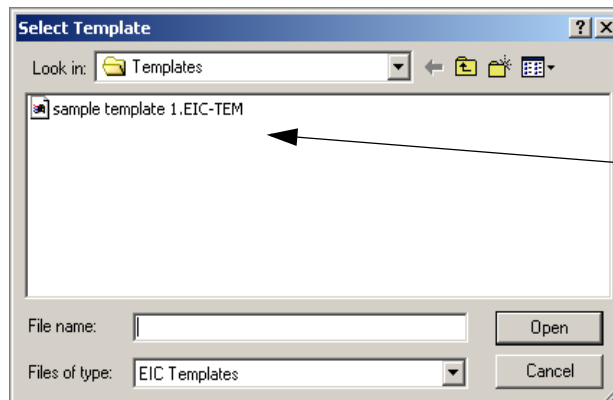 Select Template
Look in: Templates
sample template 1.EIC-TEM
File name:
Open
Files of type: EIC Templates
Cancel